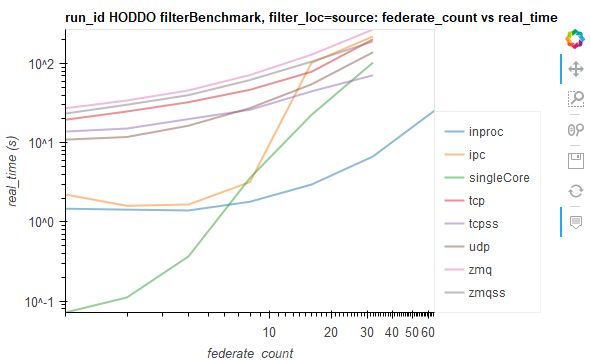 run_id HODDO filterBenchmark, filter_loc=source: federate_count vs real_time
real_time (s)
10^2
10^1
10^0
10^-1
10
20
30
40
50
60
federate_count
inproc
ipc
singleCore
tcp
tcpss
udp
zmq
zmqss